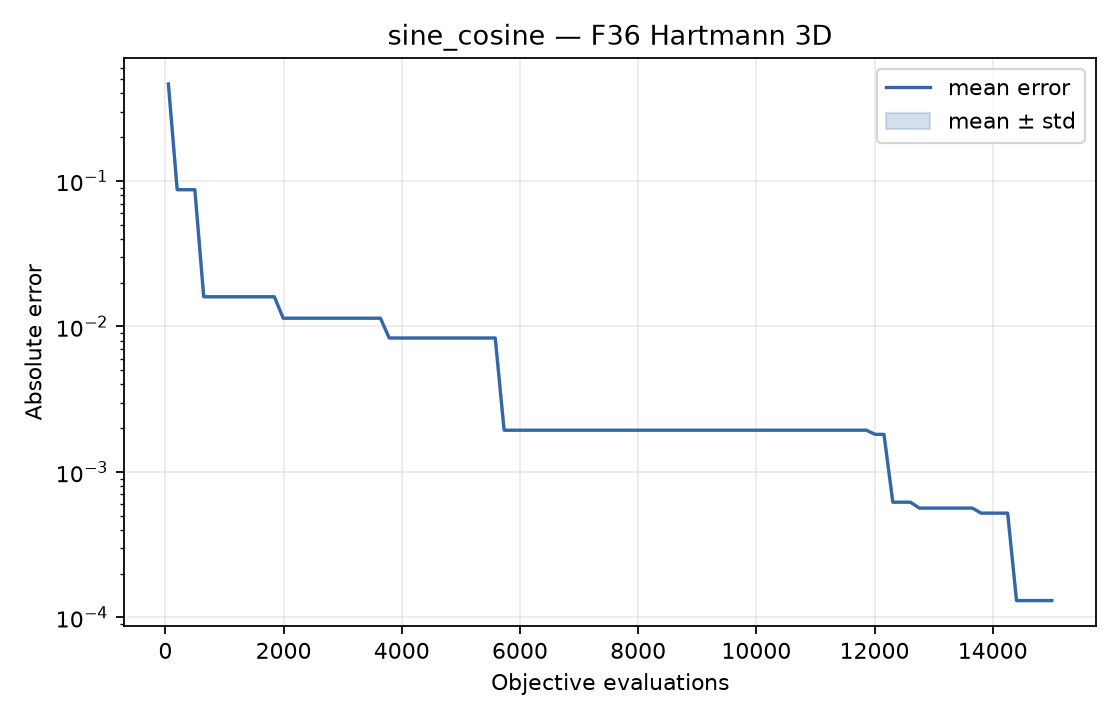 sine_cosine — F36 Hartmann 3D
mean error
mean ± std
10⁻¹
10⁻²
10⁻³
10⁻⁴
Absolute error
0 2000 4000 6000 8000 10000 12000 14000
Objective evaluations